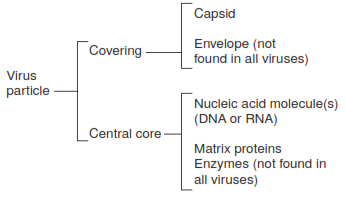 Capsid
Envelope (not
found in all viruses)
Covering
Virus
particle
Nucleic acid molecule(s)
(DNA or RNA)
Central core
Matrix proteins
Enzymes (not found in
all viruses)